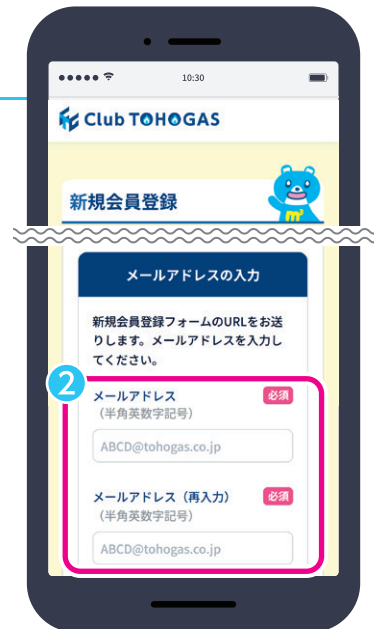 10:30
Club TOHOGAS
新規会員登録
m
メールアドレスの入力
新規会員登録フォームのURLをお送
りします。メールアドレスを入力し
てください。
2
メールアドレス 必須
（半角英数字記号）
ABCD@tohogas.co.jp
メールアドレス（再入力） 必須
（半角英数字記号）
ABCD@tohogas.co.jp